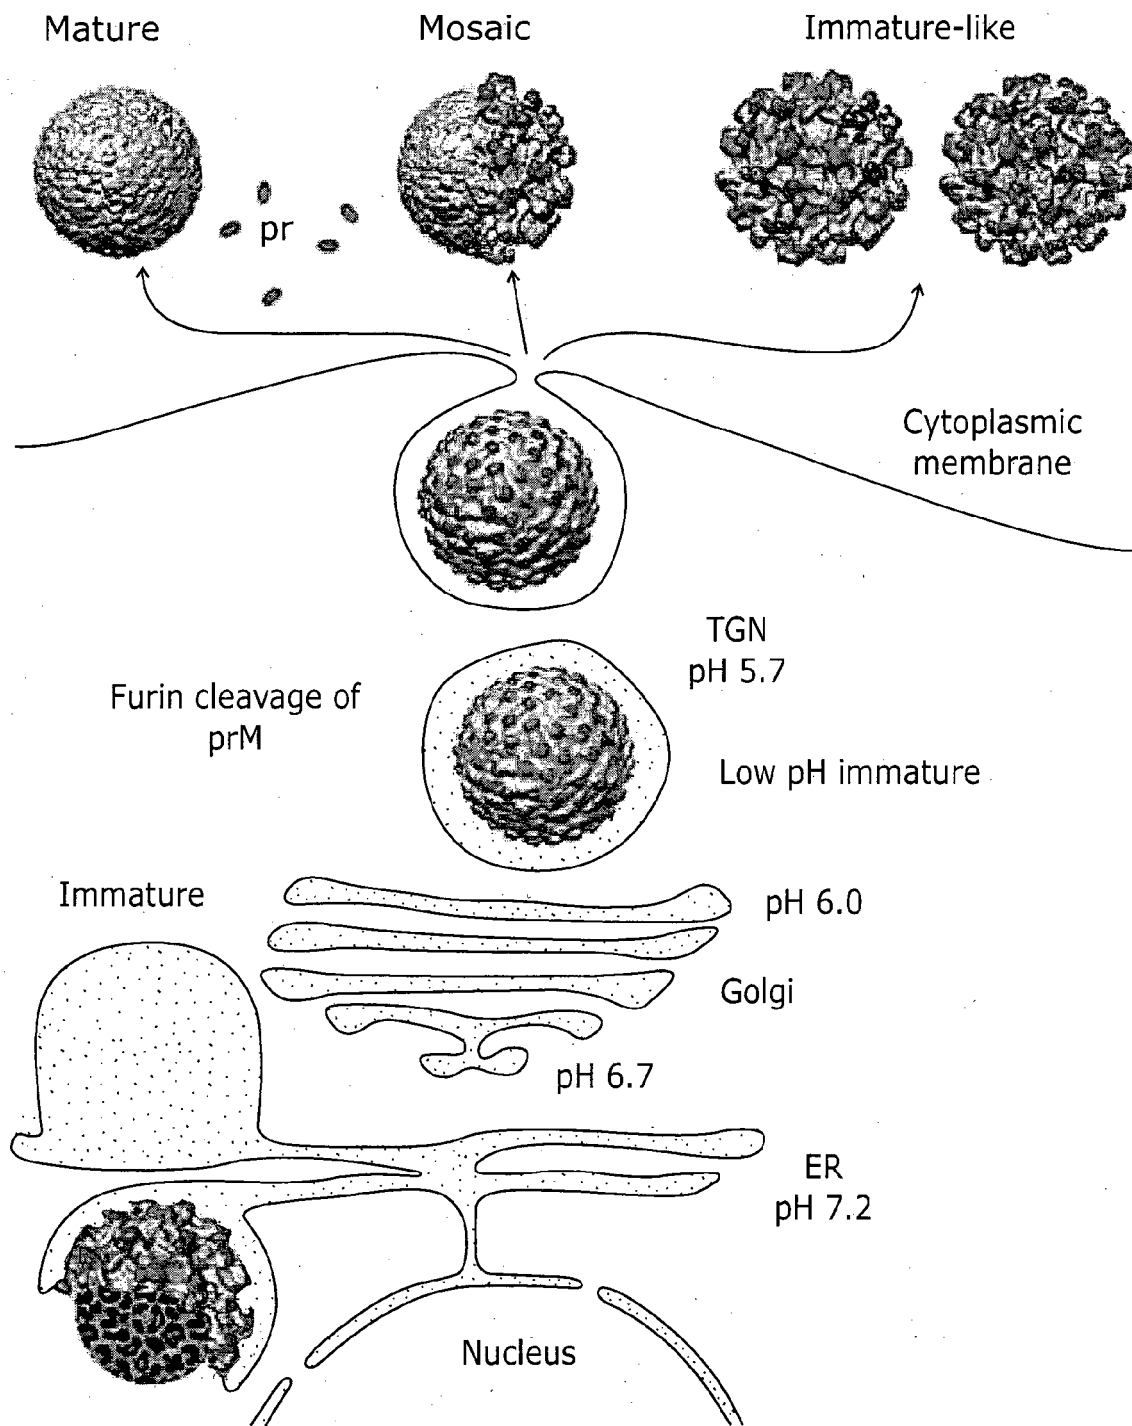 Mature
Mosaic
Immature-like
pr
Cytoplasmic
membrane
TGN
pH 5.7
Furin cleavage of
prM
Low pH immature
Immature
pH 6.0
Golgi
pH 6.7
ER
pH 7.2
Nucleus